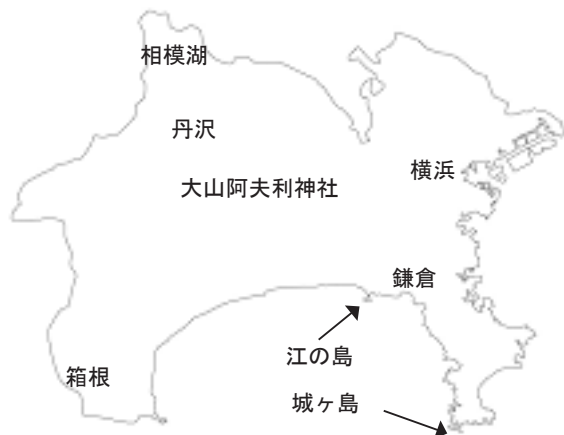 相模湖
丹沢
横浜
大山阿夫利神社
鎌倉
江の島
箱根
城ヶ島